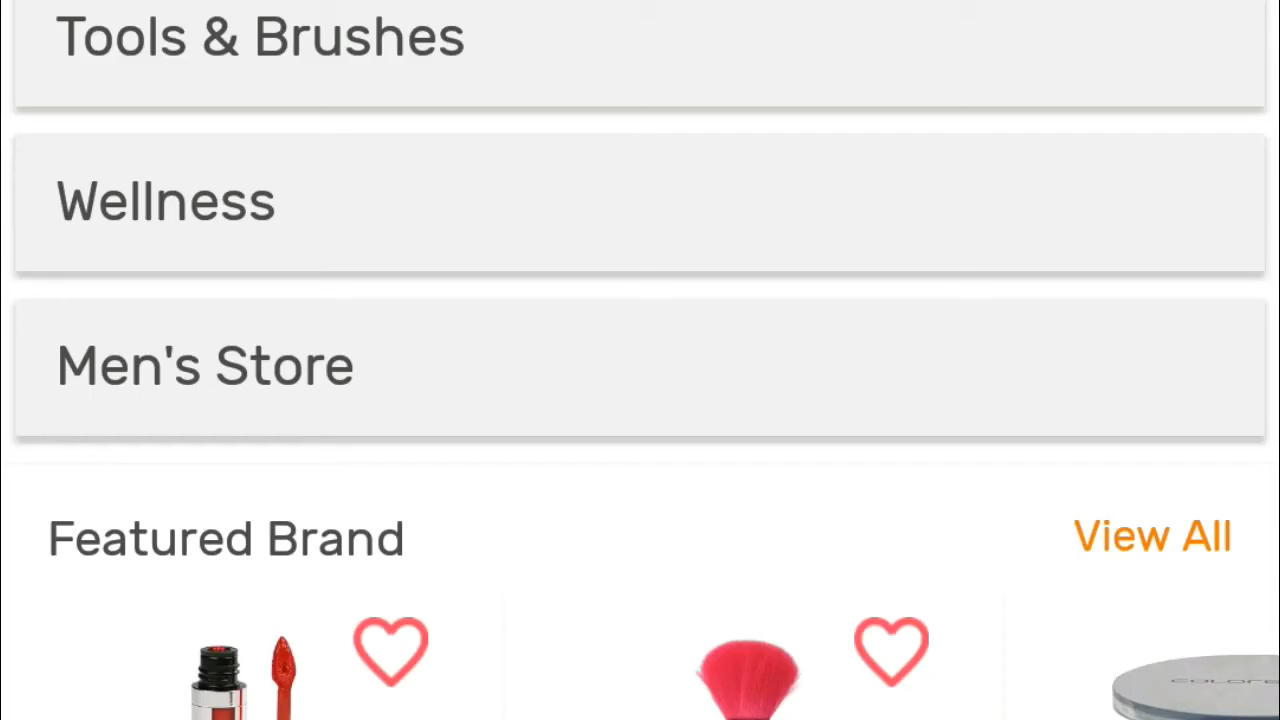 Tools & Brushes
Wellness
Men's Store
Featured Brand
View All